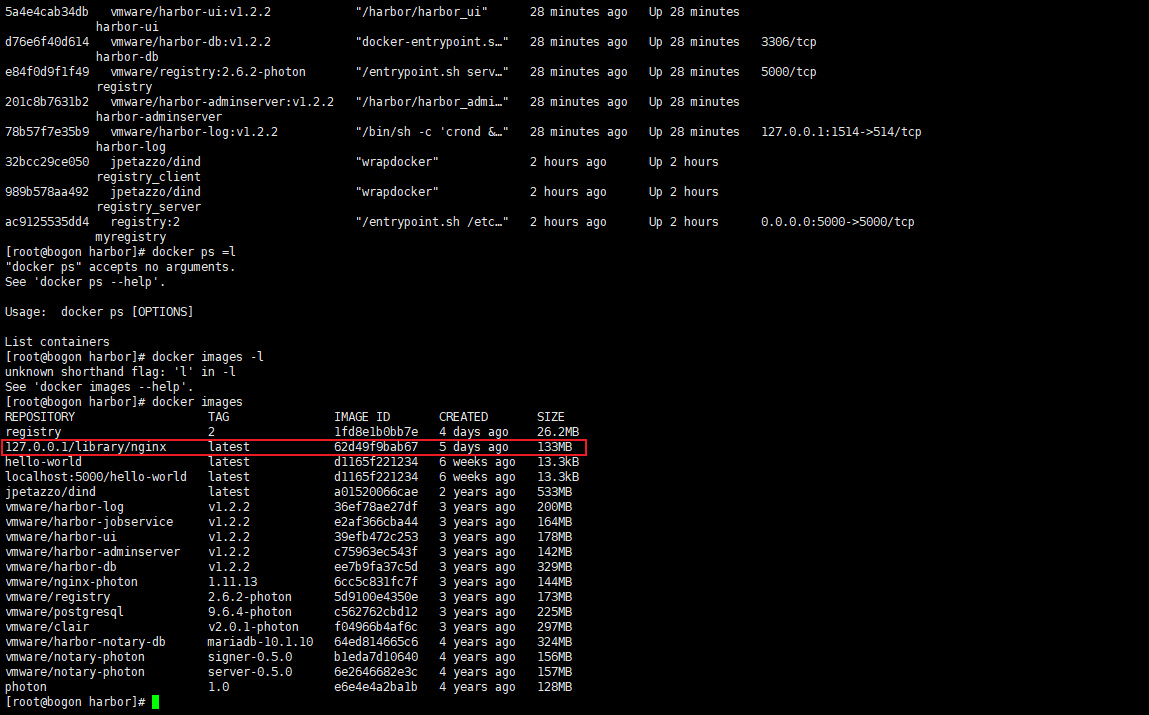 5a4e4cab34db   vmware/harbor-ui:v1.2.2            "/harbor/harbor_ui"      28 minutes ago   Up 28 minutes
             harbor-ui
d76e6f40d614   vmware/harbor-db:v1.2.2            "docker-entrypoint.s…"   28 minutes ago   Up 28 minutes   3306/tcp
             harbor-db
e84f0d9f1f49   vmware/registry:2.6.2-photon       "/entrypoint.sh serv…"   28 minutes ago   Up 28 minutes   5000/tcp
             registry
201c8b7631b2   vmware/harbor-adminserver:v1.2.2   "/harbor/harbor_admi…"   28 minutes ago   Up 28 minutes
             harbor-adminserver
78b57f7e35b9   vmware/harbor-log:v1.2.2           "/bin/sh -c 'crond &…"   28 minutes ago   Up 28 minutes   127.0.0.1:1514->514/tcp
             harbor-log
32bcc29ce050   jpetazzo/dind                      "wrapdocker"             2 hours ago      Up 2 hours
             registry_client
989b578aa492   jpetazzo/dind                      "wrapdocker"             2 hours ago      Up 2 hours
             registry_server
ac9125535dd4   registry:2                         "/entrypoint.sh /etc…"   2 hours ago      Up 2 hours      0.0.0.0:5000->5000/tcp
             myregistry
[root@bogon harbor]# docker ps =l
"docker ps" accepts no arguments.
See 'docker ps --help'.

Usage:  docker ps [OPTIONS]

List containers
[root@bogon harbor]# docker images -l
unknown shorthand flag: 'l' in -l
See 'docker images --help'.
[root@bogon harbor]# docker images
REPOSITORY                   TAG               IMAGE ID       CREATED       SIZE
registry                     2                 1fd8e1b0bb7e   4 days ago    26.2MB
127.0.0.1/library/nginx      latest            62d49f9bab67   5 days ago    133MB
hello-world                  latest            d1165f221234   6 weeks ago   13.3kB
localhost:5000/hello-world   latest            d1165f221234   6 weeks ago   13.3kB
jpetazzo/dind                latest            a01520066cae   2 years ago   533MB
vmware/harbor-log            v1.2.2            36ef78ae27df   3 years ago   200MB
vmware/harbor-jobservice     v1.2.2            e2af366cba44   3 years ago   164MB
vmware/harbor-ui             v1.2.2            39efb472c253   3 years ago   178MB
vmware/harbor-adminserver    v1.2.2            c75963ec543f   3 years ago   142MB
vmware/harbor-db             v1.2.2            ee7b9fa37c5d   3 years ago   329MB
vmware/nginx-photon          1.11.13           6cc5c831fc7f   3 years ago   144MB
vmware/registry              2.6.2-photon      5d9100e4350e   3 years ago   173MB
vmware/postgresql            9.6.4-photon      c562762cbd12   3 years ago   225MB
vmware/clair                 v2.0.1-photon     f04966b4af6c   3 years ago   297MB
vmware/harbor-notary-db      mariadb-10.1.10   64ed814665c6   4 years ago   324MB
vmware/notary-photon         signer-0.5.0      b1eda7d10640   4 years ago   156MB
vmware/notary-photon         server-0.5.0      6e2646682e3c   4 years ago   157MB
photon                       1.0               e6e4e4a2ba1b   4 years ago   128MB
[root@bogon harbor]#